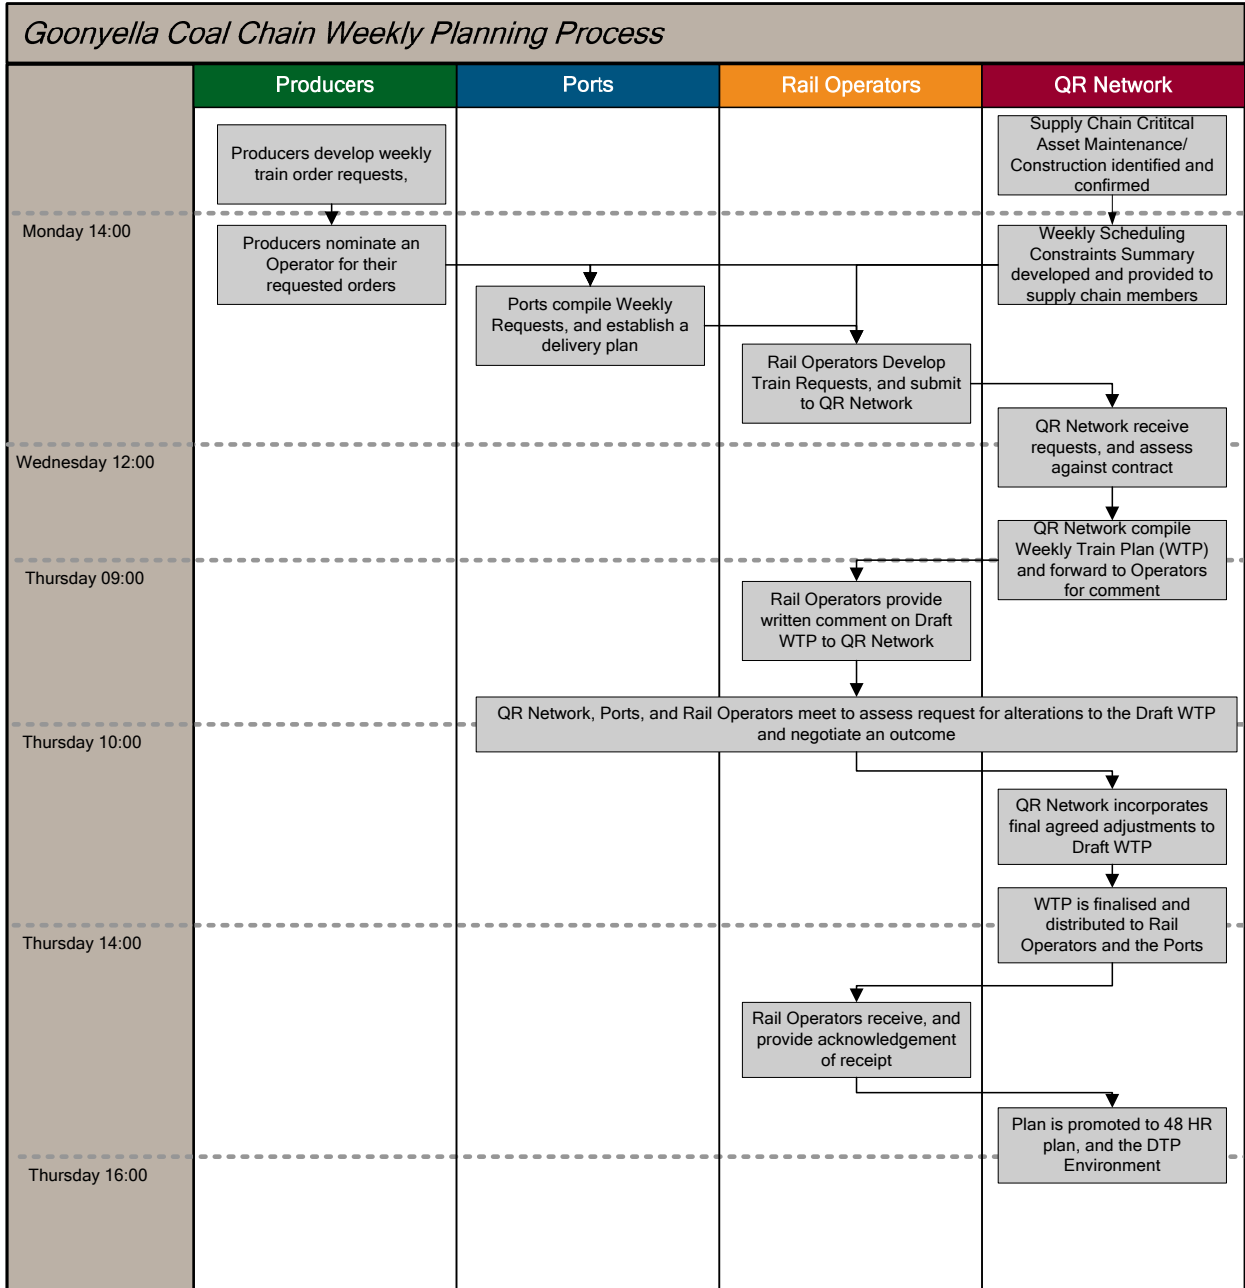 Goonyella Coal Chain Weekly Planning Process
Producers
Ports
Rail Operators
QR Network
Producers develop weekly
train order requests,
Supply Chain Crititcal
Asset Maintenance/
Construction identified and
confirmed
Monday 14:00
Producers nominate an
Operator for their
requested orders
Weekly Scheduling
Constraints Summary
developed and provided to
supply chain members
Ports compile Weekly
Requests, and establish a
delivery plan
Rail Operators Develop
Train Requests, and submit
to QR Network
QR Network receive
requests, and assess
against contract
Wednesday 12:00
QR Network compile
Weekly Train Plan (WTP)
and forward to Operators
for comment
Thursday 09:00
Rail Operators provide
written comment on Draft
WTP to QR Network
QR Network, Ports, and Rail Operators meet to assess request for alterations to the Draft WTP
and negotiate an outcome
Thursday 10:00
QR Network incorporates
final agreed adjustments to
Draft WTP
WTP is finalised and
distributed to Rail
Operators and the Ports
Thursday 14:00
Rail Operators receive, and
provide acknowledgement
of receipt
Plan is promoted to 48 HR
plan, and the DTP
Environment
Thursday 16:00